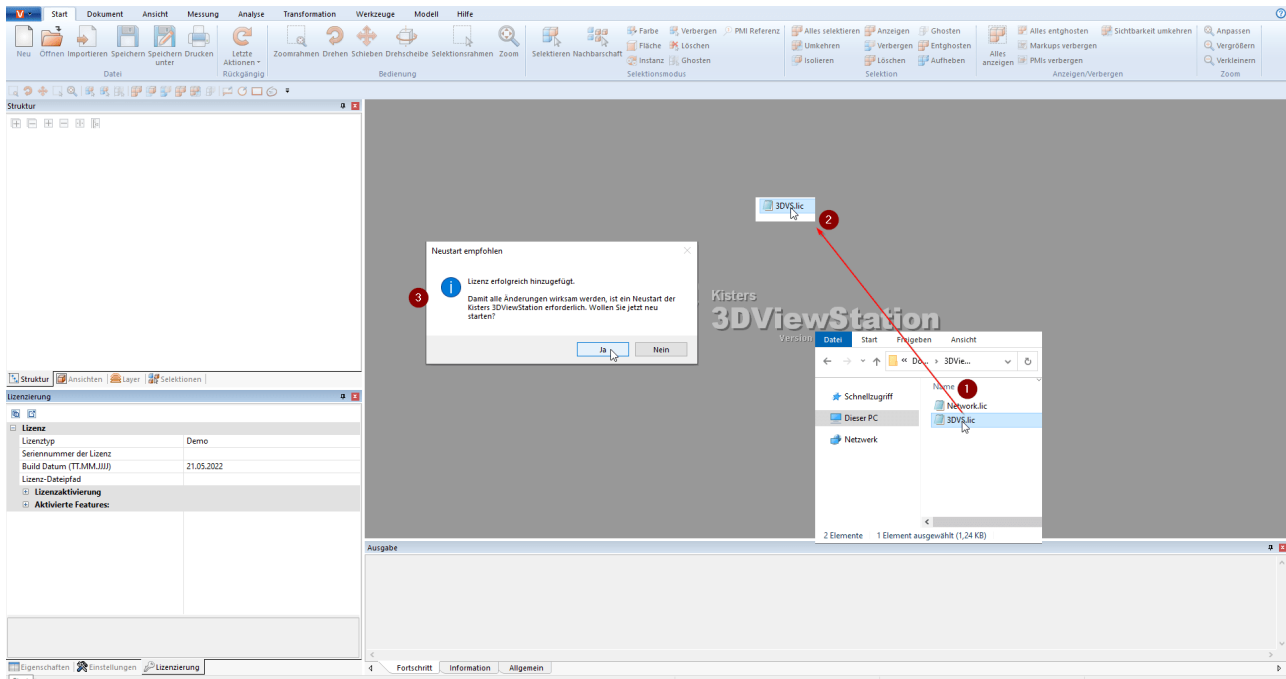 V Start Dokument Ansicht Messung Analyse Transformation Werkzeuge Modell Hilfe
Neu Öffnen Importieren Speichern Speichern unter Drucken
Datei
Letzte Aktionen
Rückgängig
Zoomrahmen Drehen Schieben Drehscheibe Selektionsrahmen Zoom
Bedienung
Selektieren Nachbarschaft
Farbe Verbergen PMI Referenz
Fläche Löschen
Instanz Ghosten
Selektionsmodus
Alles selektieren Anzeigen Ghosten
Umkehren Verbergen Entghosten
Isolieren Löschen Aufheben
Selektion
Alles anzeigen
Alles entghosten Sichtbarkeit umkehren
Markups verbergen
PMIs verbergen
Anzeigen/Verbergen
Anpassen
Vergrößern
Verkleinern
Zoom
Struktur
3DVS.lic
2
Neustart empfohlen
3
Lizenz erfolgreich hinzugefügt.
Damit alle Änderungen wirksam werden, ist ein Neustart der
Kisters 3DViewStation erforderlich. Wollen Sie jetzt neu
starten?
Ja Nein
Kisters
3DViewStation
Version
Datei Start Freigeben Ansicht
« Do... › 3DVie...
Name
1
Schnellzugriff
Dieser PC
Netzwerk
Network.lic
3DVS.lic
2 Elemente 1 Element ausgewählt (1,24 KB)
Struktur Ansichten Layer Selektionen
Lizenzierung
Lizenz
Lizenztyp Demo
Seriennummer der Lizenz
Build Datum (TT.MM.JJJJ) 21.05.2022
Lizenz-Dateipfad
Lizenzaktivierung
Aktivierte Features:
Eigenschaften Einstellungen Lizenzierung
Ausgabe
Fortschritt Information Allgemein